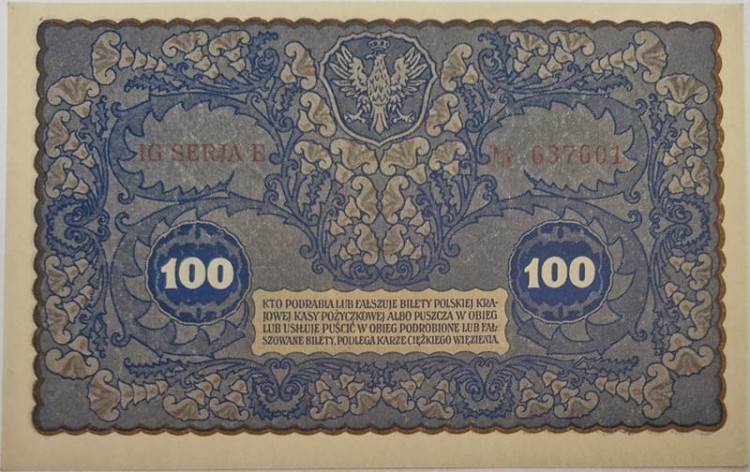 IG SERJA E
№ 637601
100
100
KTO PODRABIA LUB FAŁSZUJE BILETY POLSKIEJ KRA-
JOWEJ KASY POŻYCZKOWEJ ALBO PUSZCZA W OBIEG
LUB USIŁUJE PUŚCIĆ W OBIEG PODROBIONE LUB FAŁ-
SZOWANE BILETY, PODLEGA KARZE CIĘŻKIEGO WIĘZIENIA.